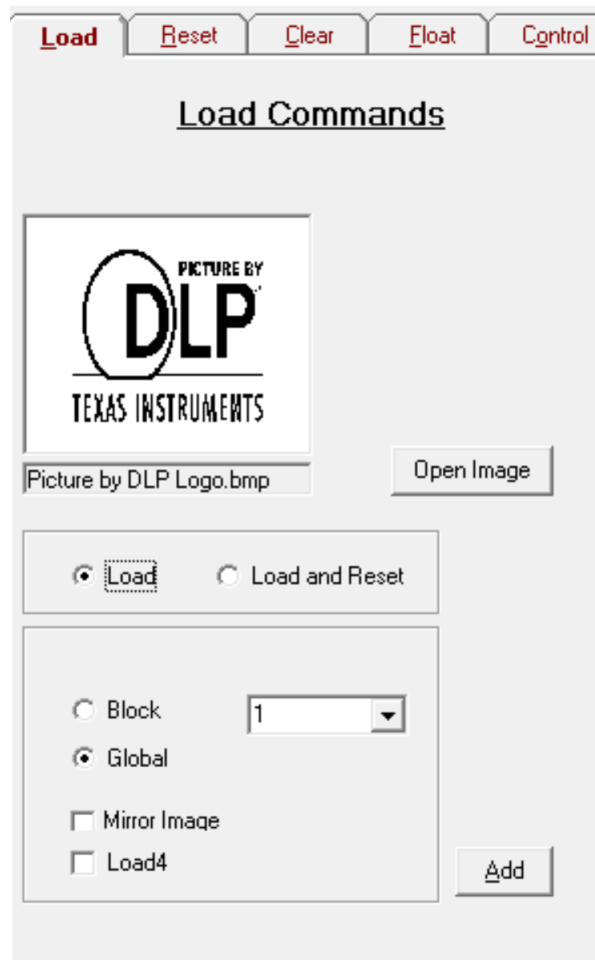 Load Reset Clear Float Control
Load Commands
PICTURE BY
DLP
TEXAS INSTRUMENTS
Picture by DLP Logo.bmp
Open Image
Load Load and Reset
Block 1
Global
Mirror Image
Load4
Add